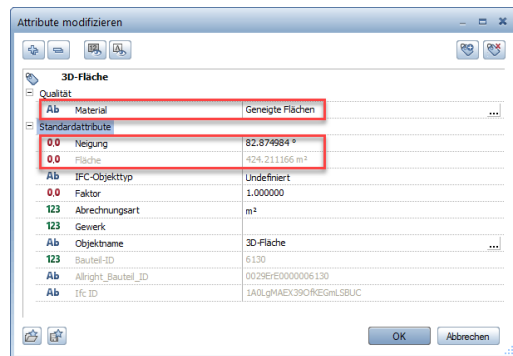 Attribute modifizieren
3D-Fläche
Qualität
Ab Material Geneigte Flächen ...
Standardattribute
0,0 Neigung 82.874984 °
0,0 Fläche 424.211166 m²
Ab IFC-Objekttyp Undefiniert
0,0 Faktor 1.000000
123 Abrechnungsart m²
123 Gewerk
Ab Objektname 3D-Fläche ...
123 Bauteil-ID 6130
Ab Allright_Bauteil_ID 0029ErE0000006130
Ab Ifc ID 1A0LgMAEX39OfKEGmLSBUC
OK Abbrechen